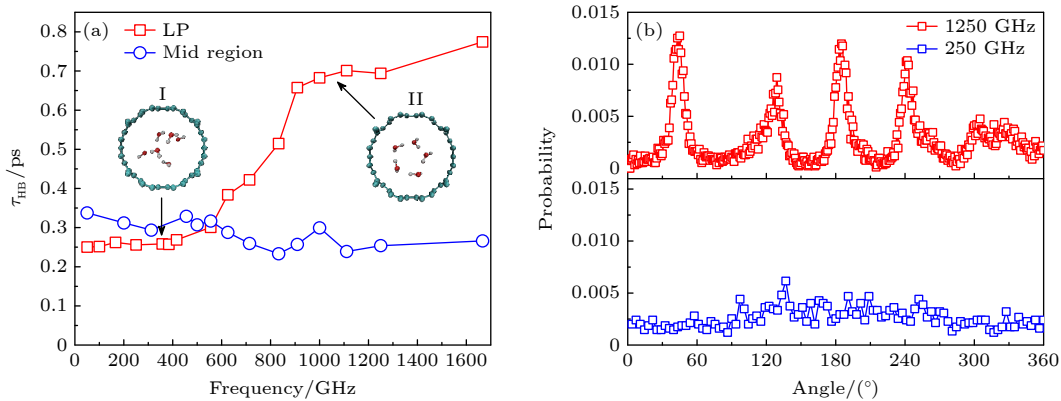 (a)
LP
Mid region
I
II
τHB/ps
0.8
0.7
0.6
0.5
0.4
0.3
0.2
0.1
0
0 200 400 600 800 1000 1200 1400 1600
Frequency/GHz
(b)
1250 GHz
250 GHz
Probability
0.015
0.010
0.005
0
0.015
0.010
0.005
0
0 60 120 180 240 300 360
Angle/(°)